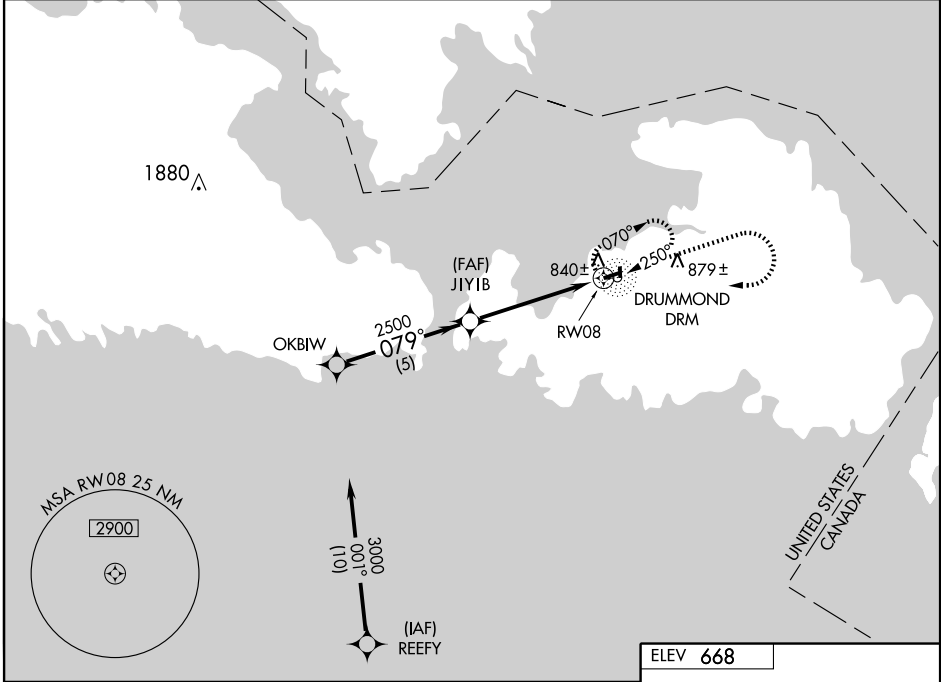 1880
(FAF)
JIYIB
840±
070°
250°
879±
DRUMMOND
DRM
RW08
OKBIW
2500
079°
(5)
MSA RW08 25 NM
2900
3000
001°
(10)
(IAF)
REEFY
UNITED STATES
CANADA
ELEV 668